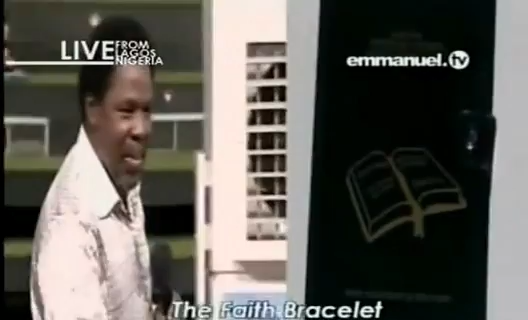 LIVE FROM
LAGOS
NIGERIA
emmanuel.tv
The Faith Bracelet